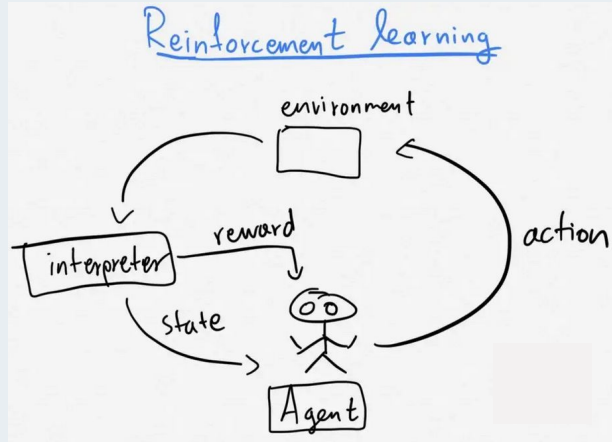 Reinforcement learning
environment
reward
action
interpreter
state
Agent